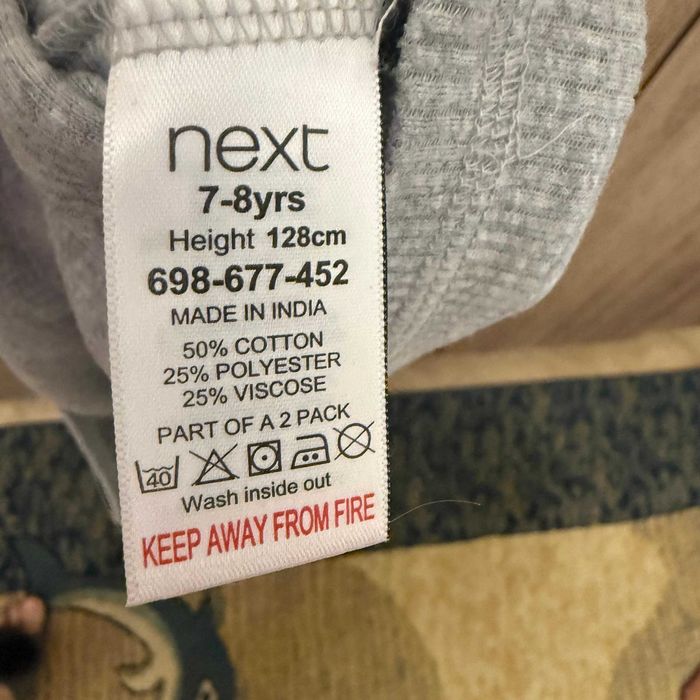 next
7-8yrs
Height 128cm
698-677-452
MADE IN INDIA
50% COTTON
25% POLYESTER
25% VISCOSE
PART OF A 2 PACK
40
Wash inside out
KEEP AWAY FROM FIRE